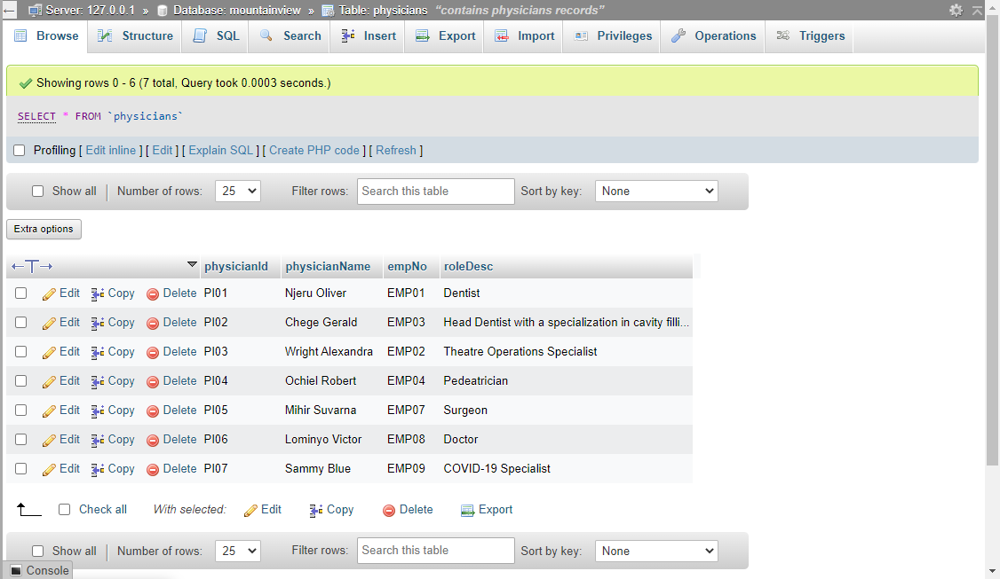 Server: 127.0.0.1 » Database: mountainview » Table: physicians "contains physicians records"
Browse Structure SQL Search Insert Export Import Privileges Operations Triggers
Showing rows 0 - 6 (7 total, Query took 0.0003 seconds.)
SELECT * FROM `physicians`
Profiling [ Edit inline ] [ Edit ] [ Explain SQL ] [ Create PHP code ] [ Refresh ]
Show all Number of rows: 25 Filter rows: Search this table Sort by key: None
Extra options
physicianId physicianName empNo roleDesc
Edit Copy Delete PI01 Njeru Oliver EMP01 Dentist
Edit Copy Delete PI02 Chege Gerald EMP03 Head Dentist with a specialization in cavity filli...
Edit Copy Delete PI03 Wright Alexandra EMP02 Theatre Operations Specialist
Edit Copy Delete PI04 Ochiel Robert EMP04 Pedeatrician
Edit Copy Delete PI05 Mihir Suvarna EMP07 Surgeon
Edit Copy Delete PI06 Lominyo Victor EMP08 Doctor
Edit Copy Delete PI07 Sammy Blue EMP09 COVID-19 Specialist
Check all With selected: Edit Copy Delete Export
Show all Number of rows: 25 Filter rows: Search this table Sort by key: None
Console